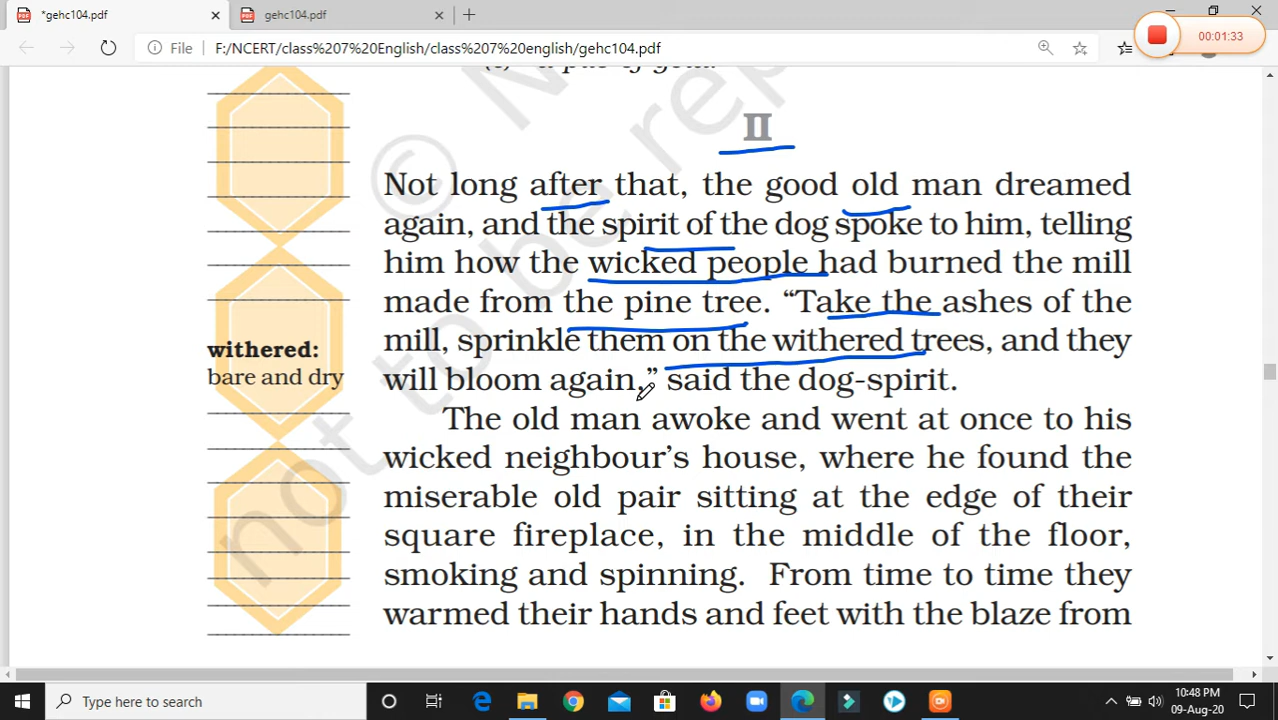 *gehc104.pdf
gehc104.pdf
00:01:33
File F:/NCERT/class%207%20English/class%207%20english/gehc104.pdf
II
Not long after that, the good old man dreamed
again, and the spirit of the dog spoke to him, telling
him how the wicked people had burned the mill
made from the pine tree. “Take the ashes of the
mill, sprinkle them on the withered trees, and they
will bloom again,” said the dog-spirit.
withered:
bare and dry
The old man awoke and went at once to his
wicked neighbour’s house, where he found the
miserable old pair sitting at the edge of their
square fireplace, in the middle of the floor,
smoking and spinning. From time to time they
warmed their hands and feet with the blaze from
© N
not to be rep
Type here to search
10:48 PM
09-Aug-20